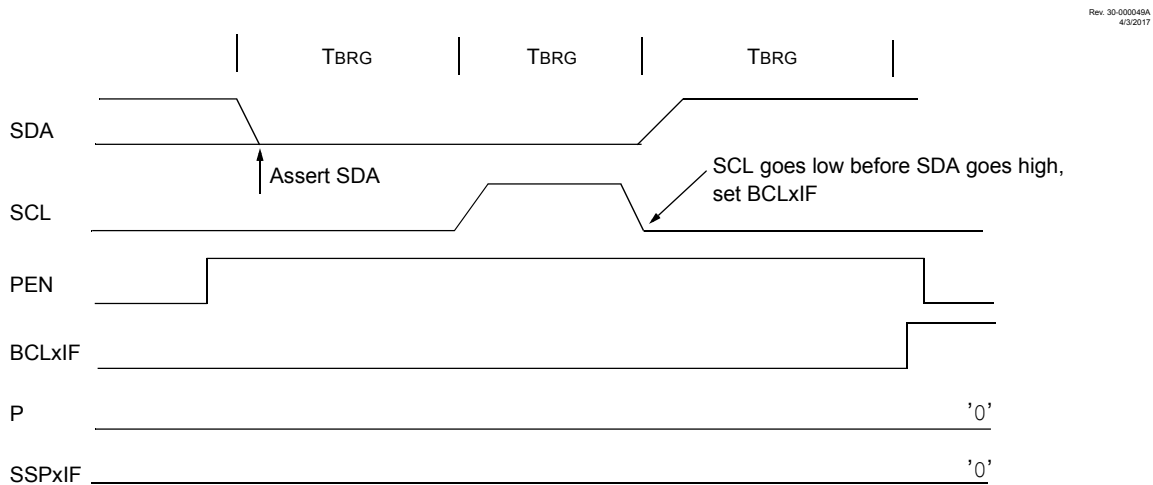 Rev. 30-000049A
4/3/2017
TBRG TBRG TBRG
SDA
Assert SDA
SCL goes low before SDA goes high,
set BCLxIF
SCL
PEN
BCLxIF
P
'0'
SSPxIF
'0'